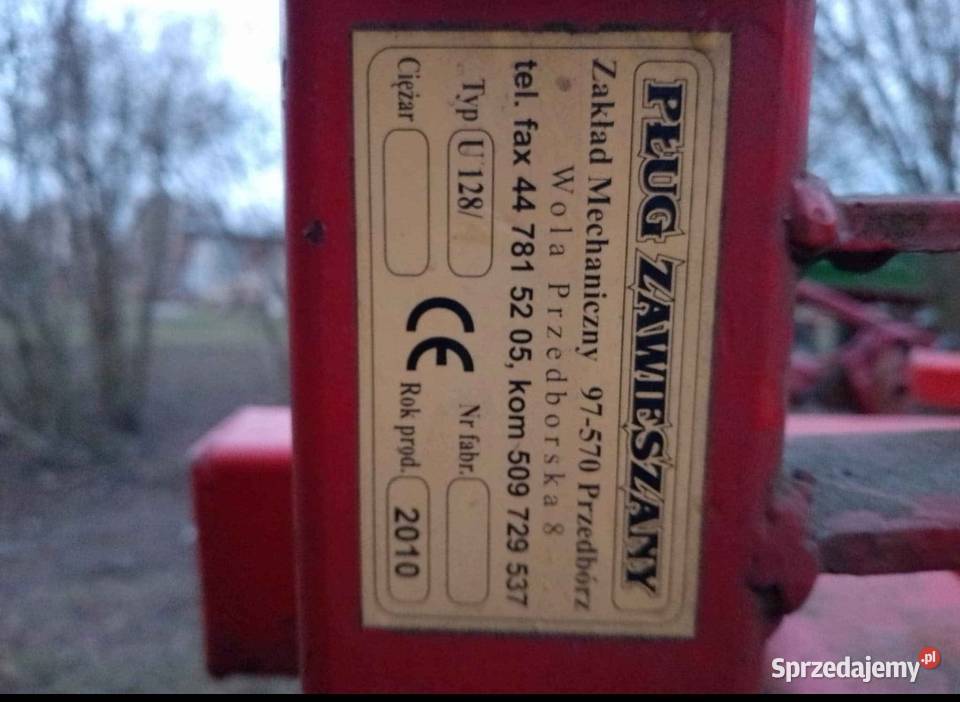 PŁUG ZAWIESZANY
Zakład Mechaniczny 97-570 Przedbórz
Wola Przedborska 8
tel. fax 44 781 52 05, kom 509 729 537
Typ U 128/ Nr fabr.
Ciężar CE Rok prod. 2010
Sprzedajemy.pl